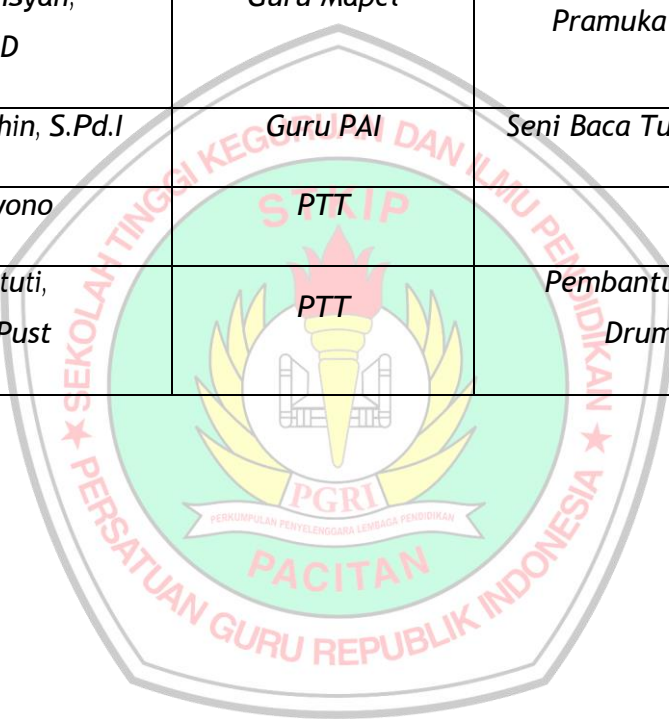 Guru Mapel
D
Pramuka
hin, S.Pd.I
Guru PAI
Seni Baca Tu
yono
PTT
tuti,
Pust
PTT
Pembantu
Drum
SEKOLAH TINGGI KEGURUAN DAN ILMU PENDIDIKAN
STKIP
PGRI
PERKUMPULAN PENYELENGGARA LEMBAGA PENDIDIKAN
PACITAN
PERSATUAN GURU REPUBLIK INDONESIA